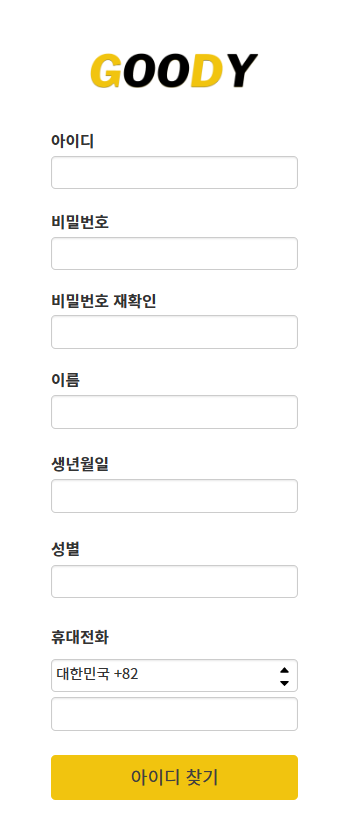 GOODY
아이디
비밀번호
비밀번호 재확인
이름
생년월일
성별
휴대전화
대한민국 +82
아이디 찾기